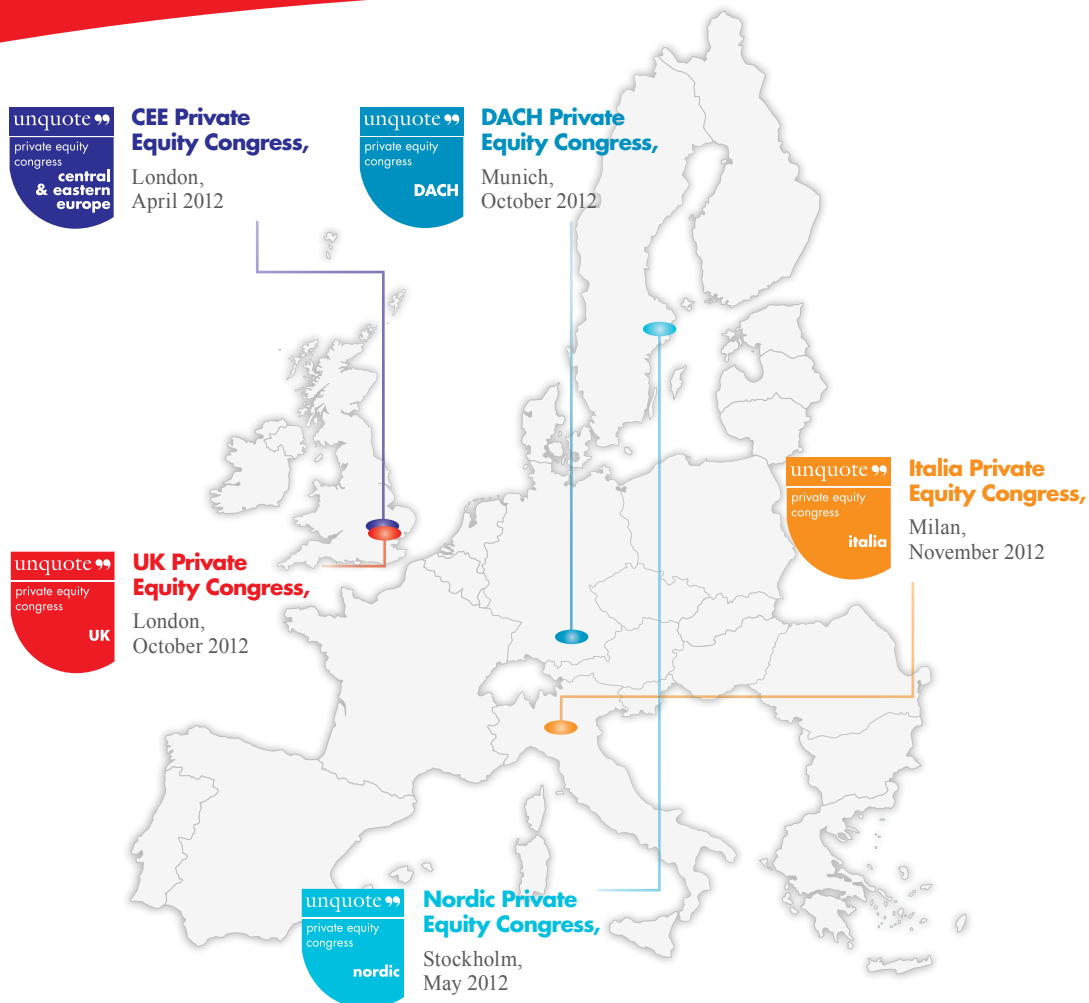 unquote ❞
private equity
congress
central
& eastern
europe
CEE Private
Equity Congress,
London,
April 2012
unquote ❞
private equity
congress
DACH
DACH Private
Equity Congress,
Munich,
October 2012
unquote ❞
private equity
congress
italia
Italia Private
Equity Congress,
Milan,
November 2012
unquote ❞
private equity
congress
UK
UK Private
Equity Congress,
London,
October 2012
unquote ❞
private equity
congress
nordic
Nordic Private
Equity Congress,
Stockholm,
May 2012